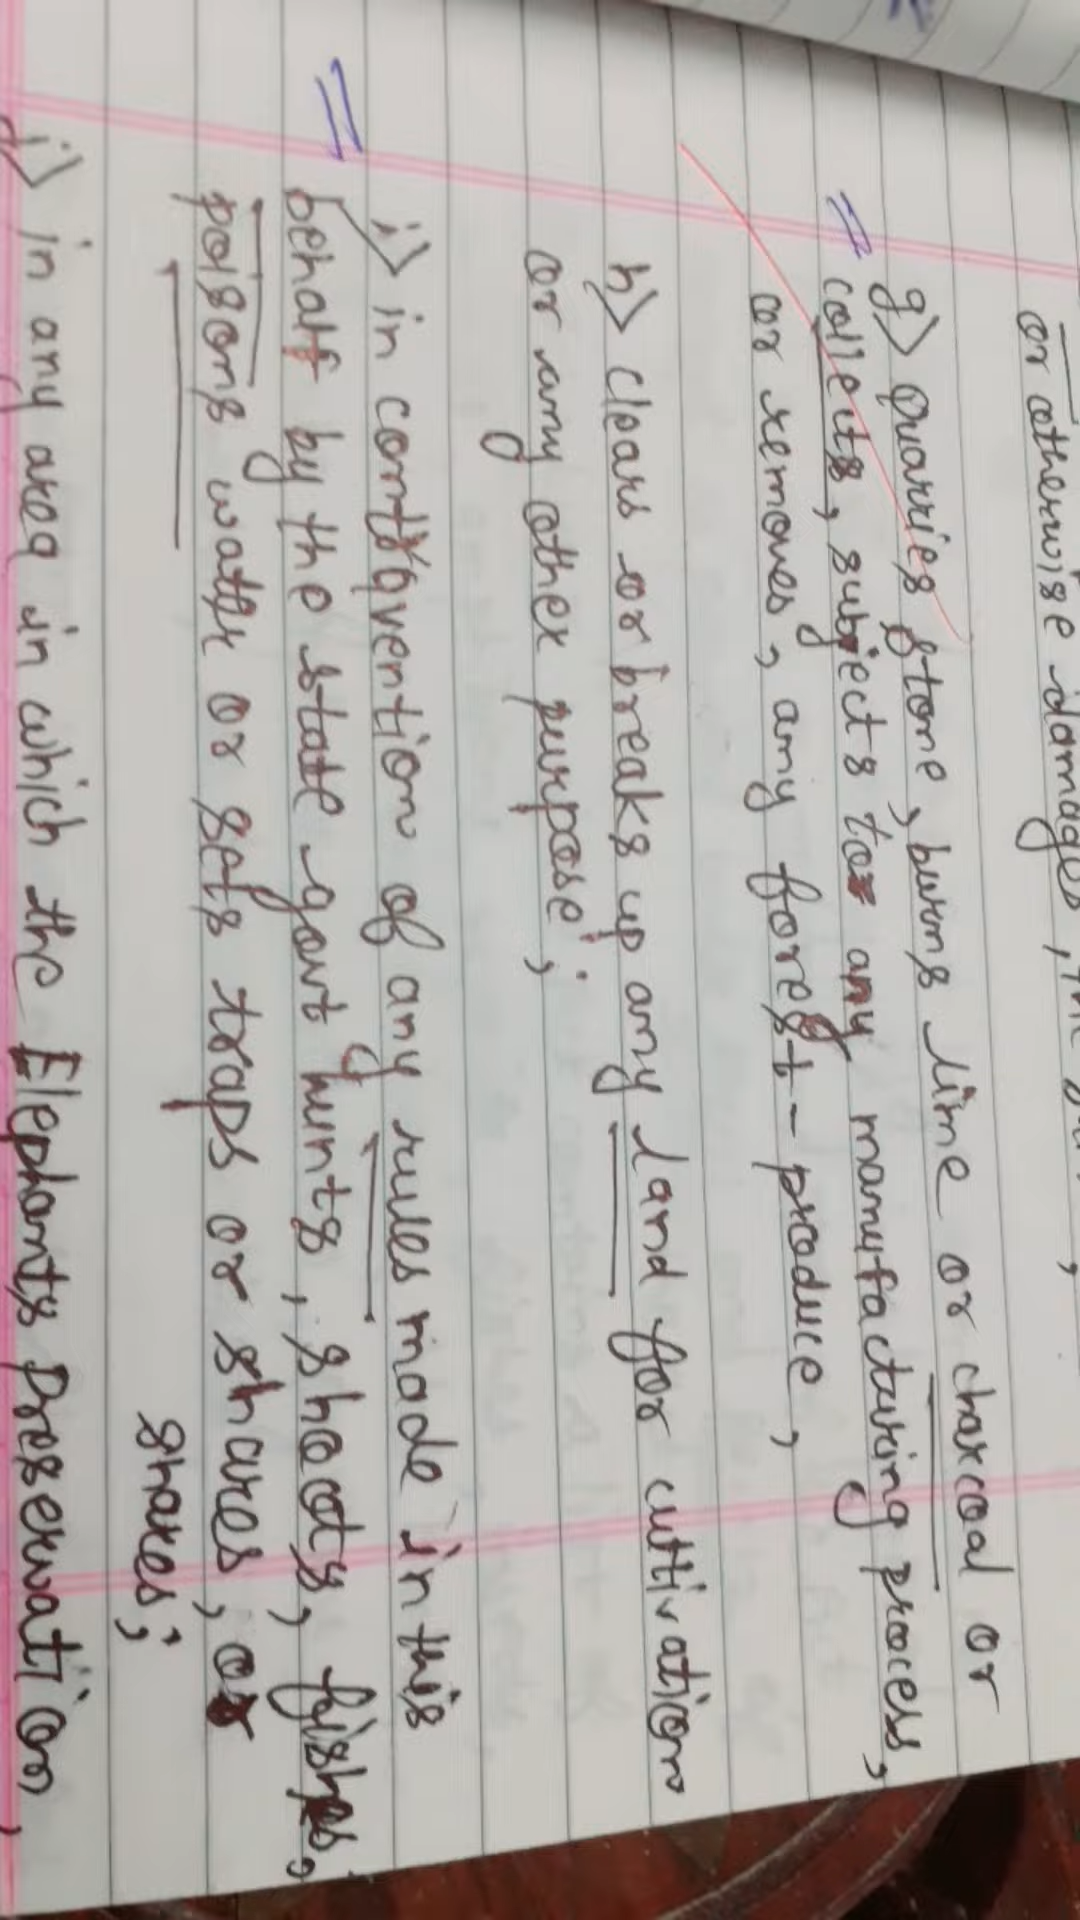 or otherwise damages, the
g) quarries stone, burns lime or charcoal or
collects, subjects to any manufacturing process,
or removes, any forest-produce,
h) clears or breaks up any land for cultivation
or any other purpose;
i) in contravention of any rules made in this
behalf by the state govt hunts, shoots, fishes,
poisons water or sets traps or snares, or
snares;
j) in any area in which the Elephants Preservation,